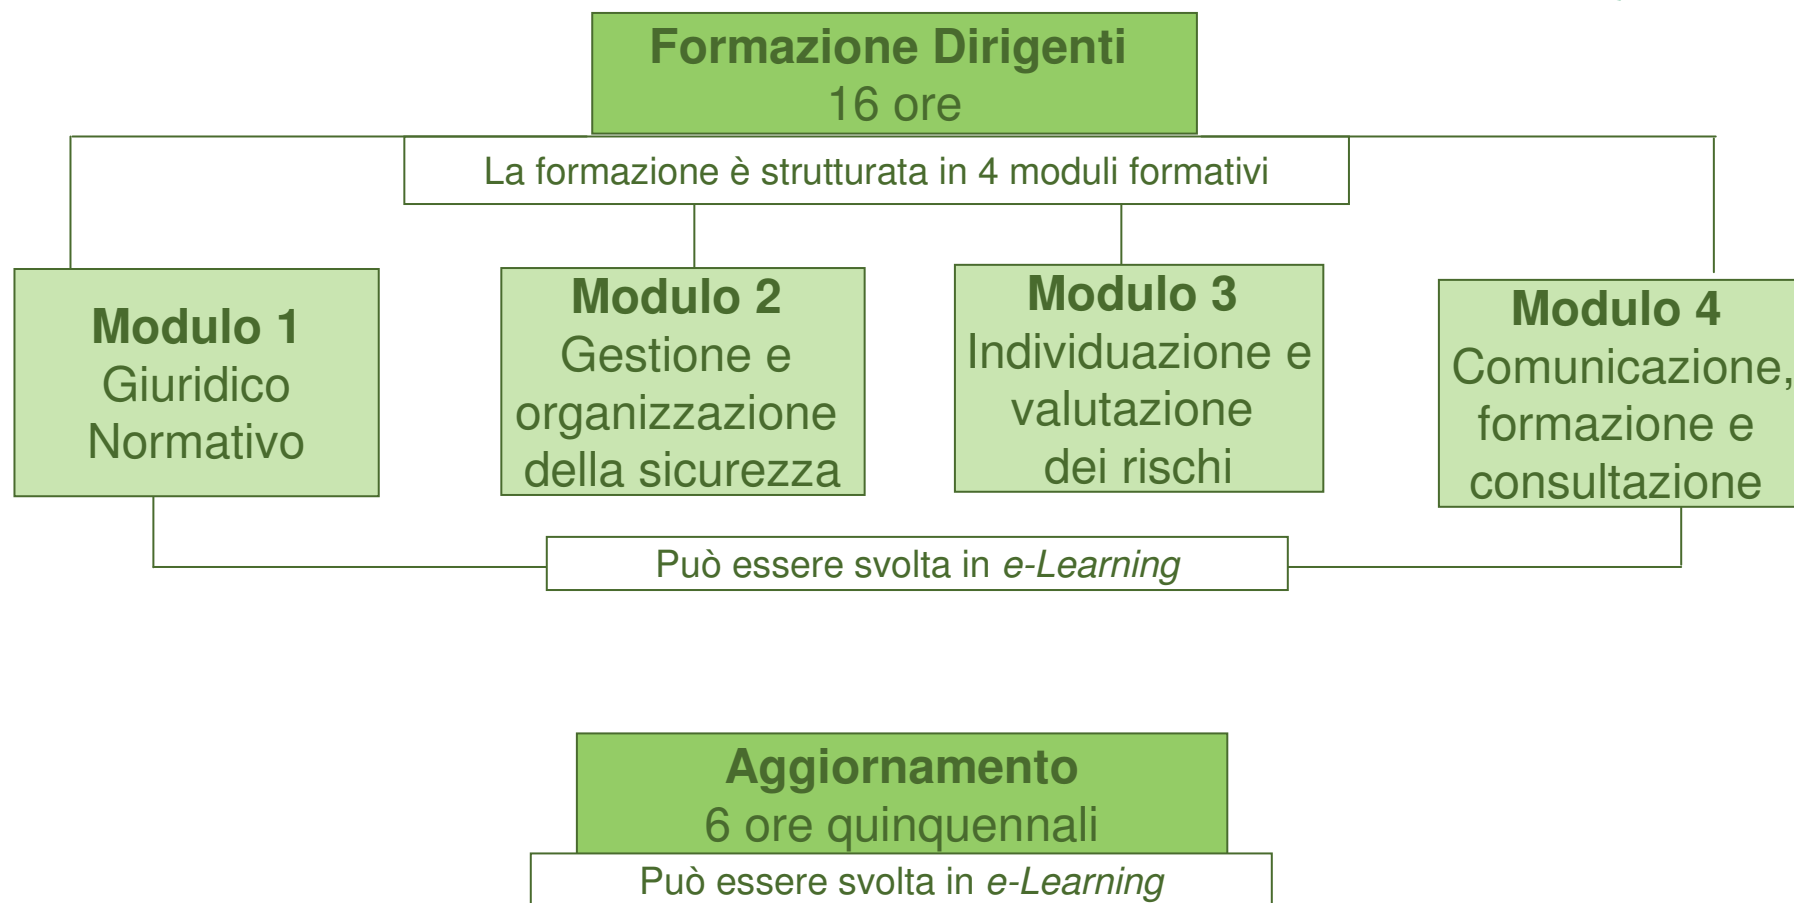 Formazione Dirigenti
16 ore
La formazione è strutturata in 4 moduli formativi
Modulo 1
Giuridico
Normativo
Modulo 2
Gestione e
organizzazione
della sicurezza
Modulo 3
Individuazione e
valutazione
dei rischi
Modulo 4
Comunicazione,
formazione e
consultazione
Può essere svolta in e-Learning
Aggiornamento
6 ore quinquennali
Può essere svolta in e-Learning